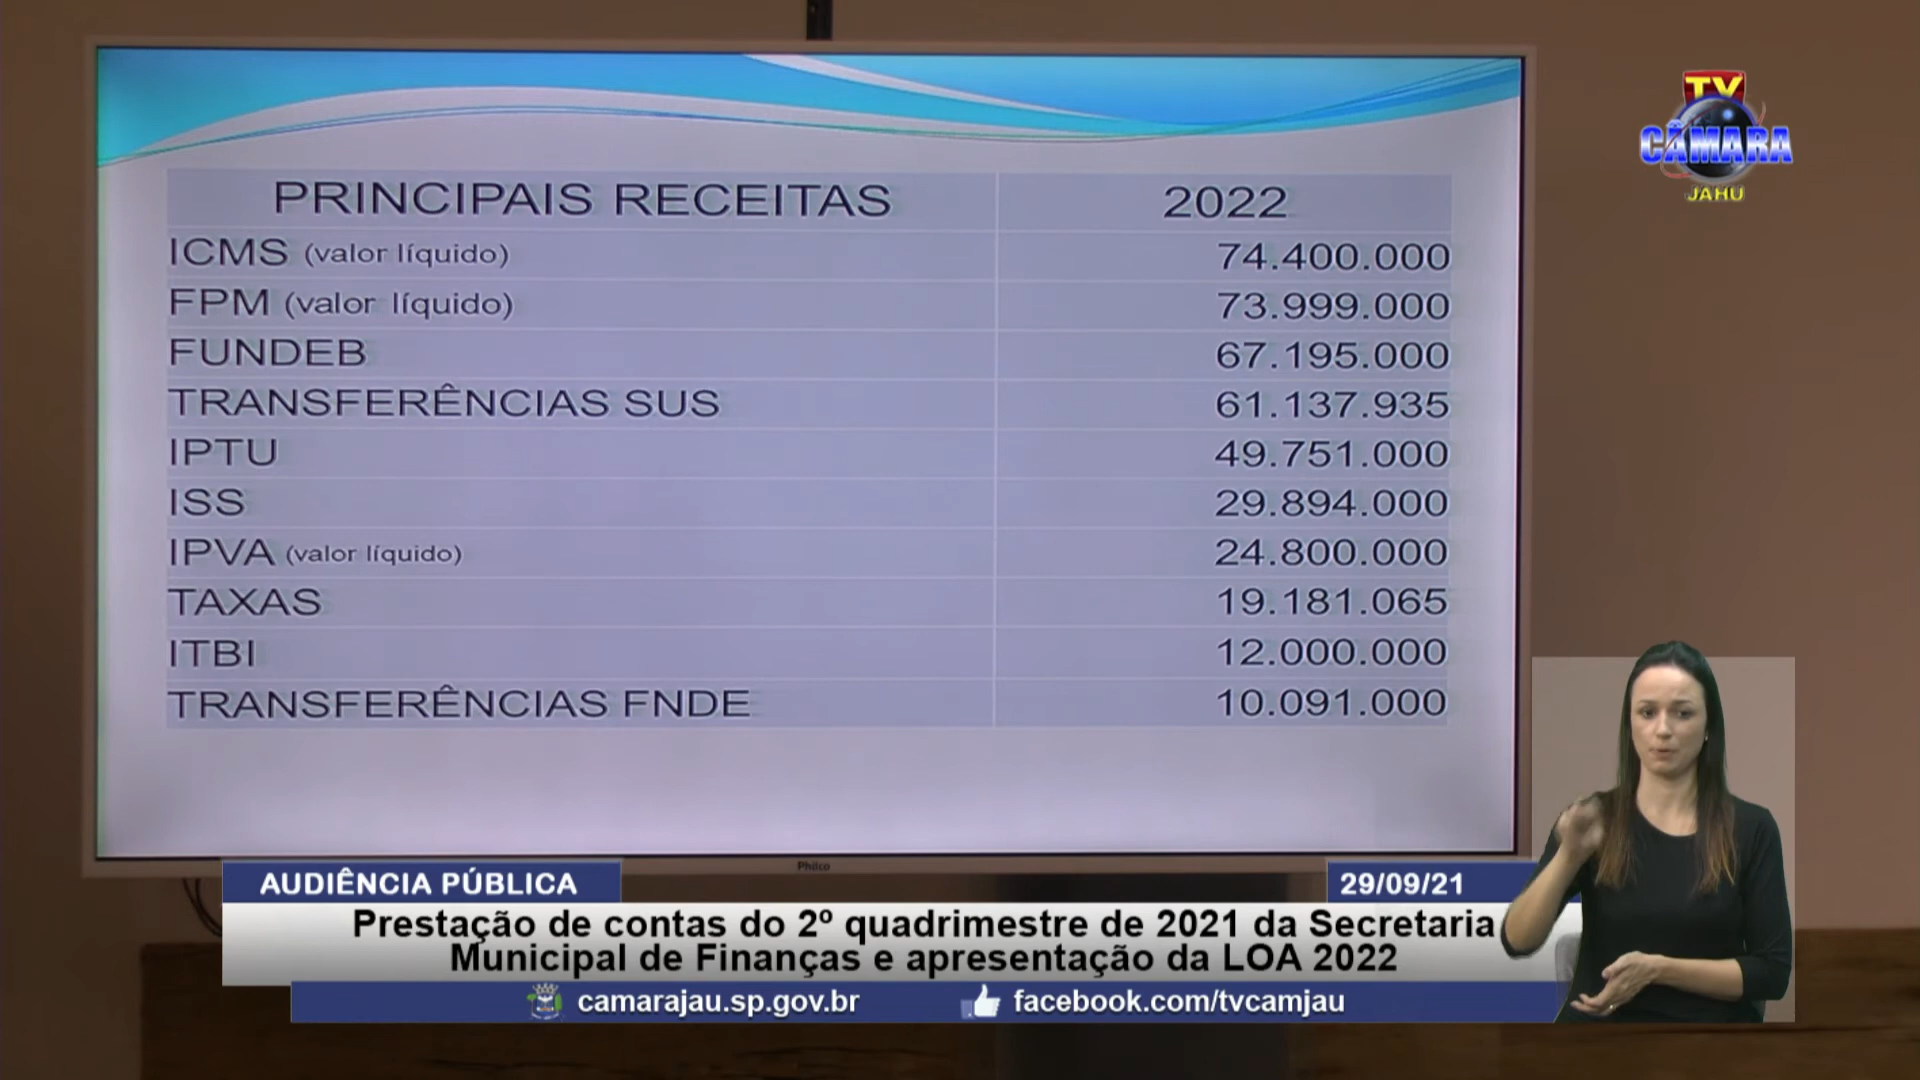 TV
CÂMARA
JAHU
PRINCIPAIS RECEITAS 2022
ICMS (valor líquido) 74.400.000
FPM (valor líquido) 73.999.000
FUNDEB 67.195.000
TRANSFERÊNCIAS SUS 61.137.935
IPTU 49.751.000
ISS 29.894.000
IPVA (valor líquido) 24.800.000
TAXAS 19.181.065
ITBI 12.000.000
TRANSFERÊNCIAS FNDE 10.091.000
Philco
AUDIÊNCIA PÚBLICA 29/09/21
Prestação de contas do 2º quadrimestre de 2021 da Secretaria
Municipal de Finanças e apresentação da LOA 2022
camarajau.sp.gov.br facebook.com/tvcamjau